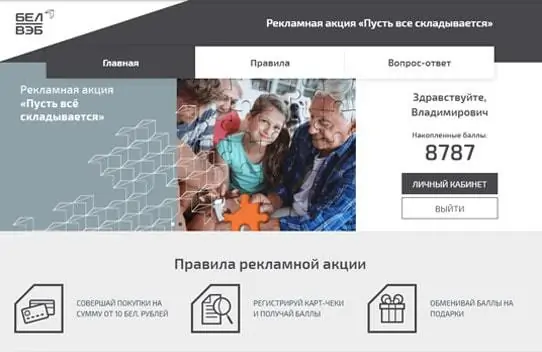 БЕЛ
ВЭБ
Рекламная акция «Пусть все складывается»
Главная
Правила
Вопрос-ответ
Рекламная акция
«Пусть всё
складывается»
Здравствуйте,
Владимирович
Накопленные баллы:
8787
ЛИЧНЫЙ КАБИНЕТ
ВЫЙТИ
Правила рекламной акции
СОВЕРШАЙ ПОКУПКИ НА
СУММУ ОТ 10 БЕЛ. РУБЛЕЙ
РЕГИСТРИРУЙ КАРТ-ЧЕКИ
И ПОЛУЧАЙ БАЛЛЫ
ОБМЕНИВАЙ БАЛЛЫ НА
ПОДАРКИ